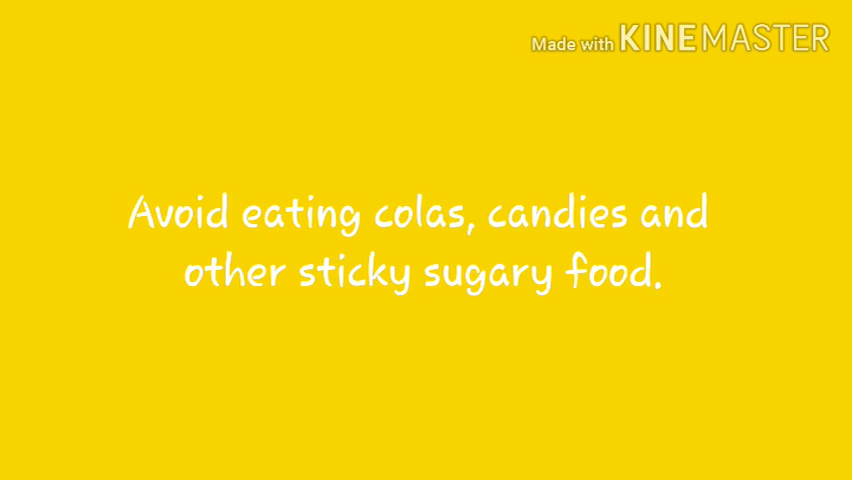 Made with KINEMASTER
Avoid eating colas, candies and
other sticky sugary food.